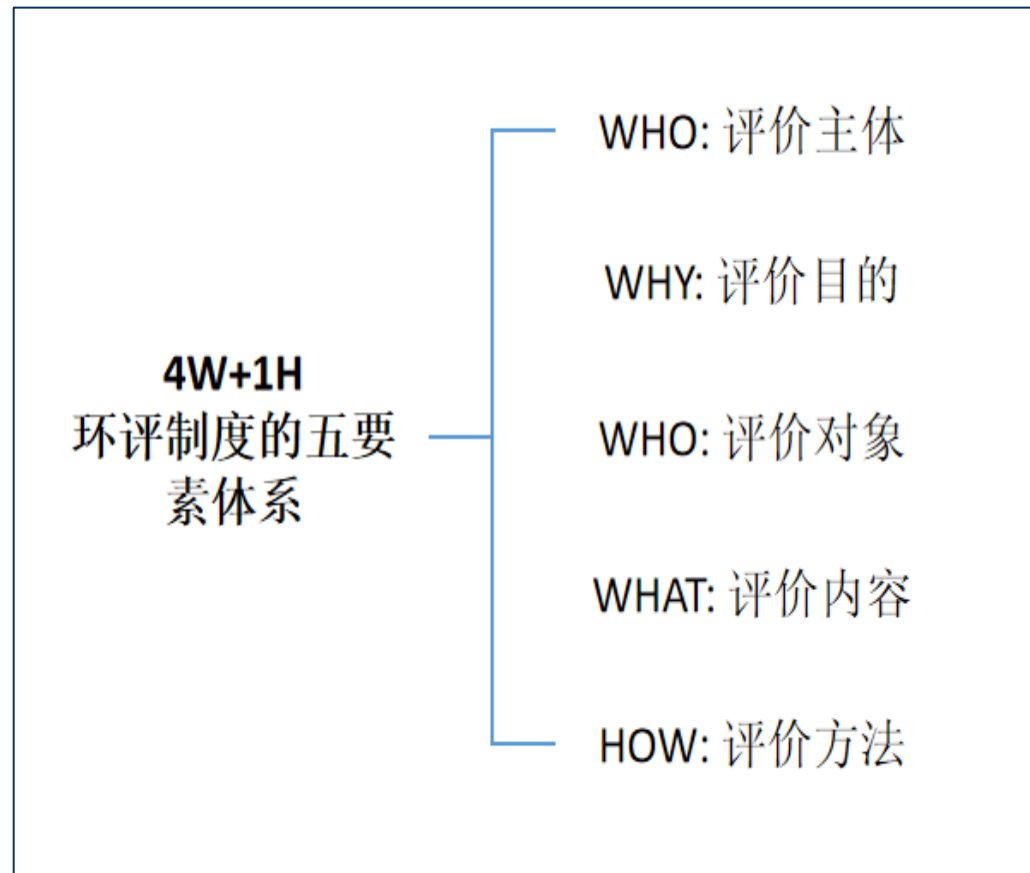 WHO: 评价主体
WHY: 评价目的
4W+1H
环评制度的五要
素体系
WHO: 评价对象
WHAT: 评价内容
HOW: 评价方法